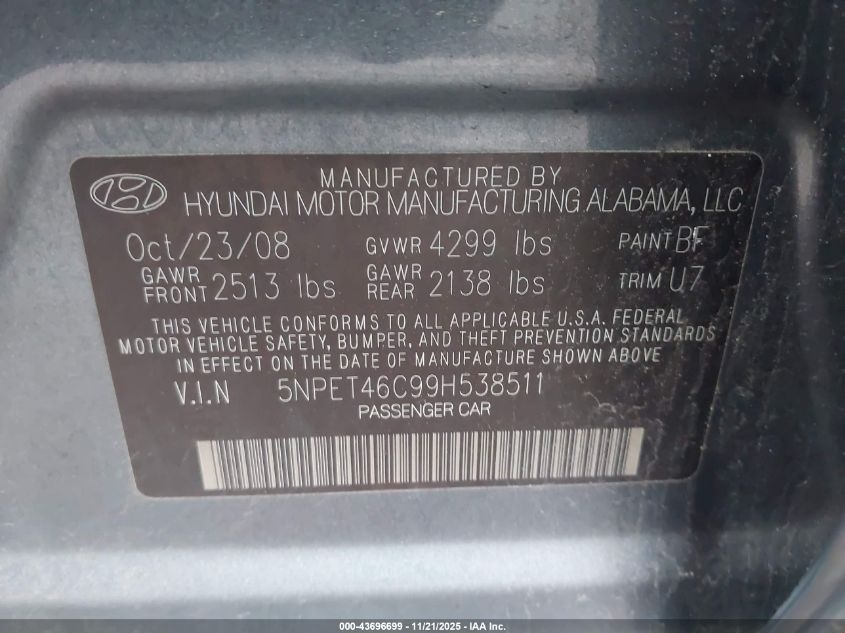 MANUFACTURED BY
HYUNDAI MOTOR MANUFACTURING ALABAMA, LLC
Oct/23/08 GVWR 4299 lbs PAINT BF
GAWR FRONT 2513 lbs GAWR REAR 2138 lbs TRIM U7
THIS VEHICLE CONFORMS TO ALL APPLICABLE U.S.A. FEDERAL
MOTOR VEHICLE SAFETY, BUMPER, AND THEFT PREVENTION STANDARDS
IN EFFECT ON THE DATE OF MANUFACTURE SHOWN ABOVE
V.I.N 5NPET46C99H538511
PASSENGER CAR
000-43696699 - 11/21/2025 - IAA Inc.